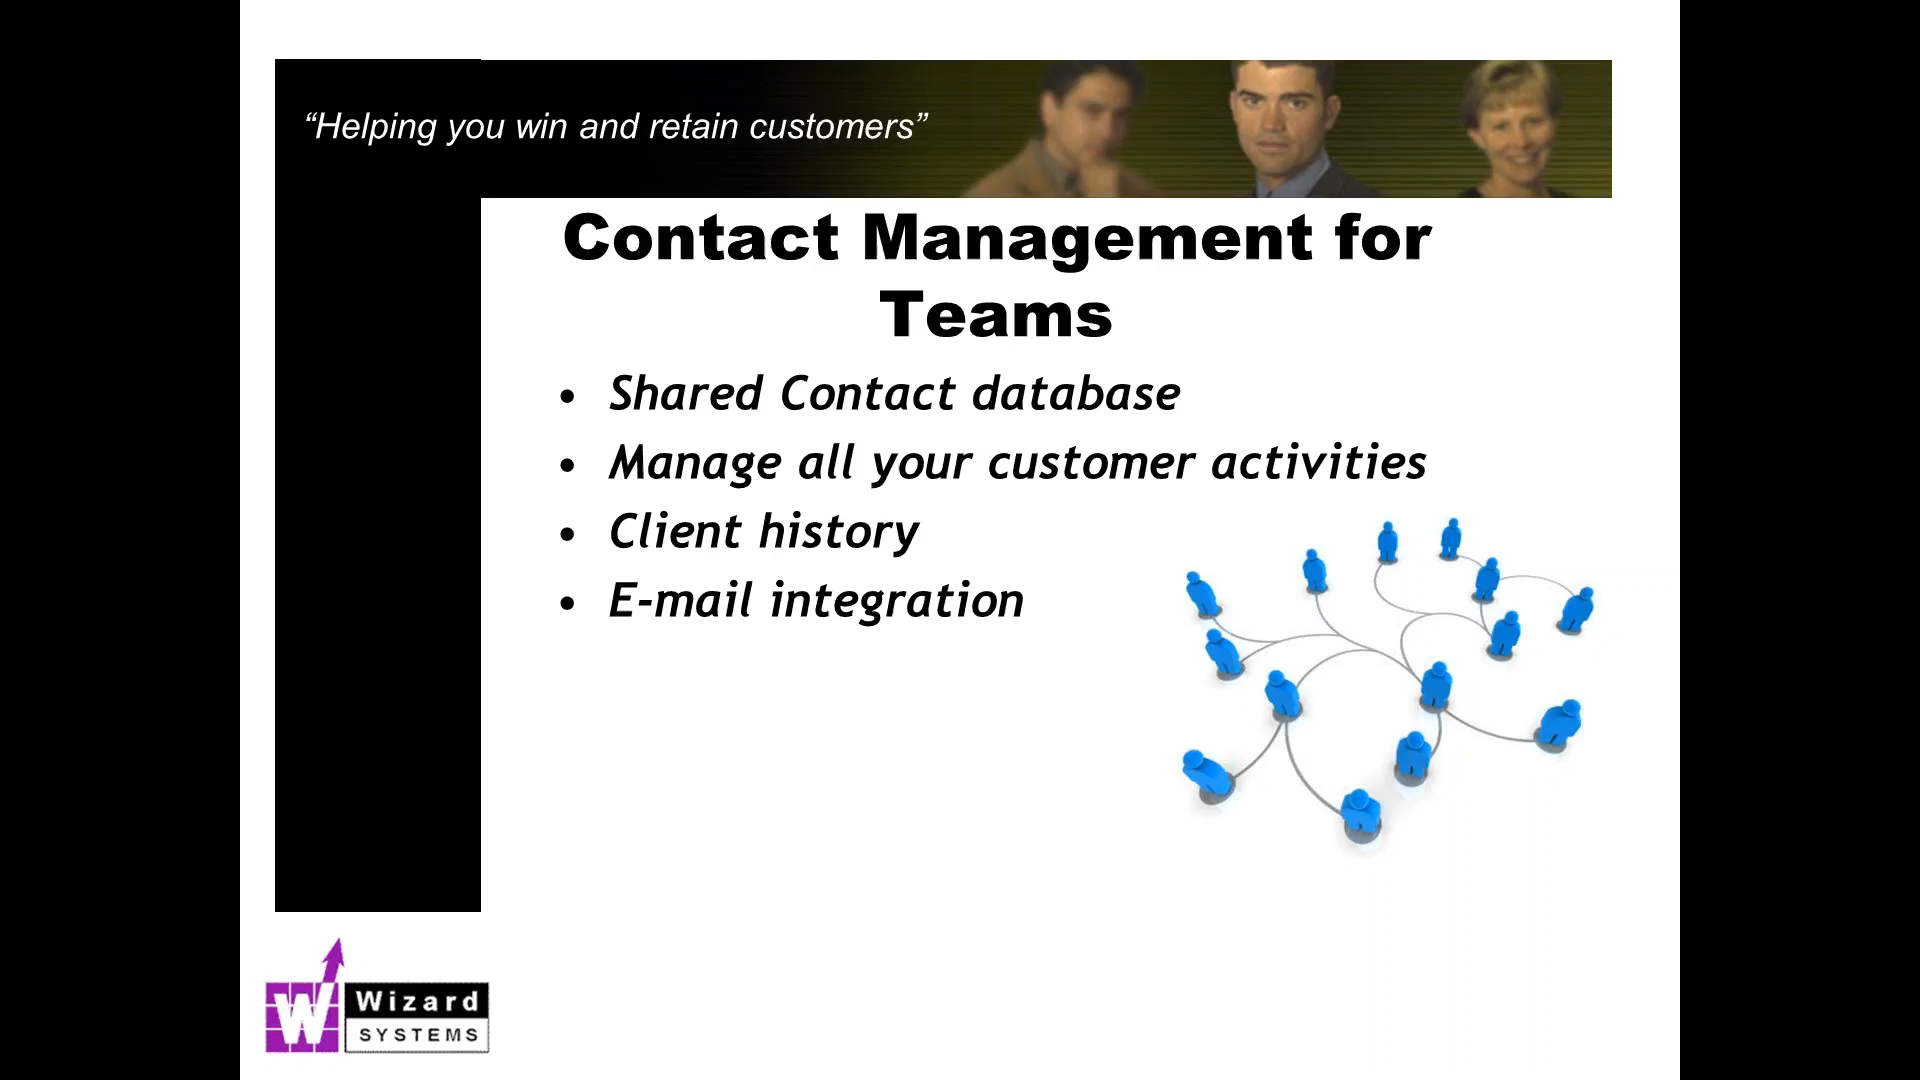 “Helping you win and retain customers”
Contact Management for
Teams
• Shared Contact database
• Manage all your customer activities
• Client history
• E-mail integration
W Wizard
SYSTEMS